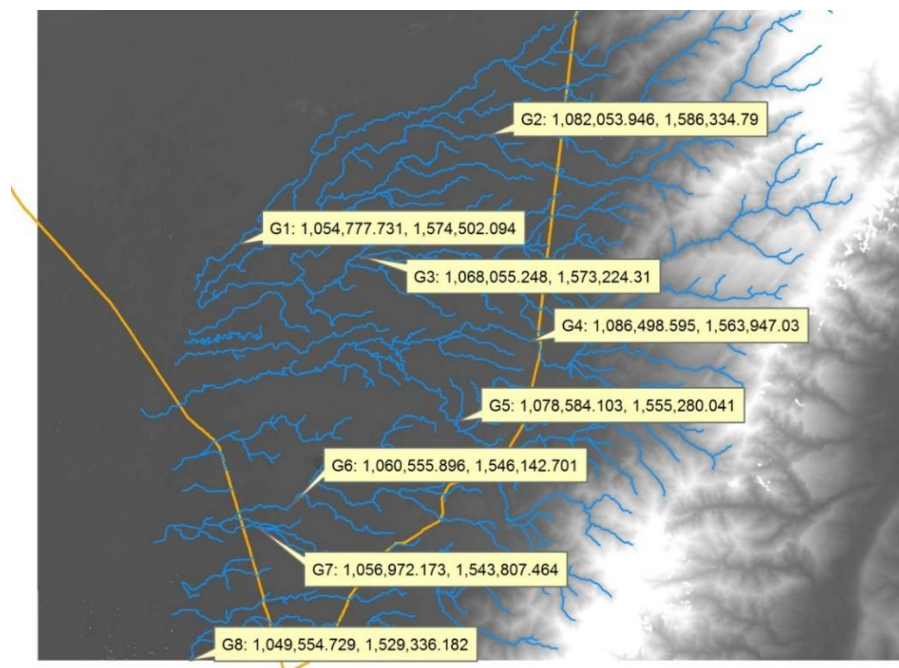 G2: 1,082,053.946, 1,586,334.79
G1: 1,054,777.731, 1,574,502.094
G3: 1,068,055.248, 1,573,224.31
G4: 1,086,498.595, 1,563,947.03
G5: 1,078,584.103, 1,555,280.041
G6: 1,060,555.896, 1,546,142.701
G7: 1,056,972.173, 1,543,807.464
G8: 1,049,554.729, 1,529,336.182